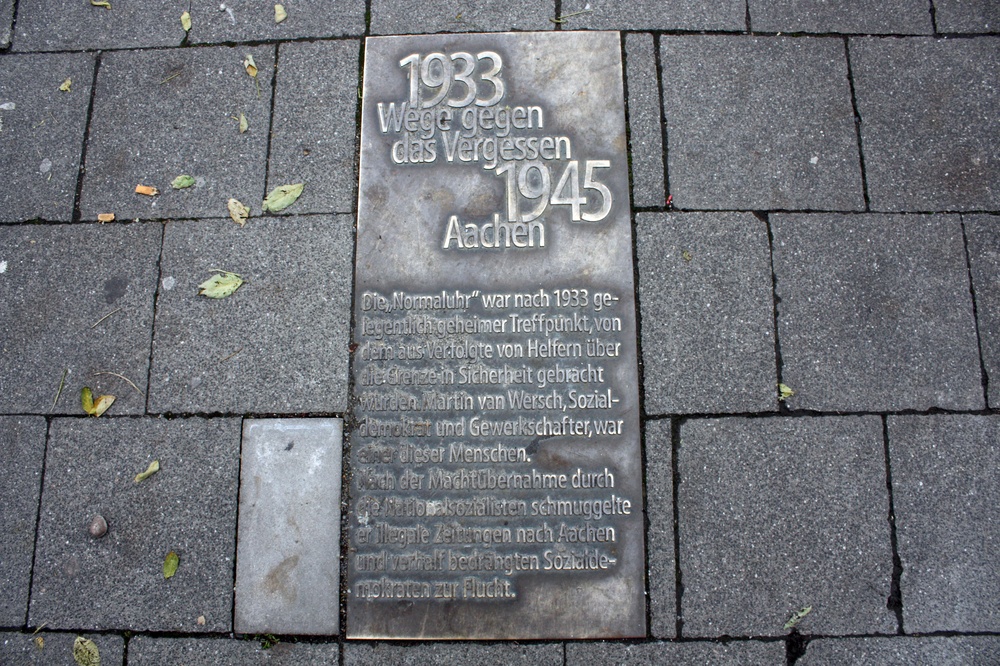 1933
Wege gegen
das Vergessen
1945
Aachen
Die „Normaluhr“ war nach 1933 ge-
legentlich geheimer Treffpunkt, von
dem aus Verfolgte von Helfern über
die Grenze in Sicherheit gebracht
wurden. Martin van Wersch, Sozial-
demokrat und Gewerkschafter, war
einer dieser Menschen.
Nach der Machtübernahme durch
die Nationalsozialisten schmuggelte
er illegale Zeitungen nach Aachen
und verhalf bedrängten Sozialde-
mokraten zur Flucht.